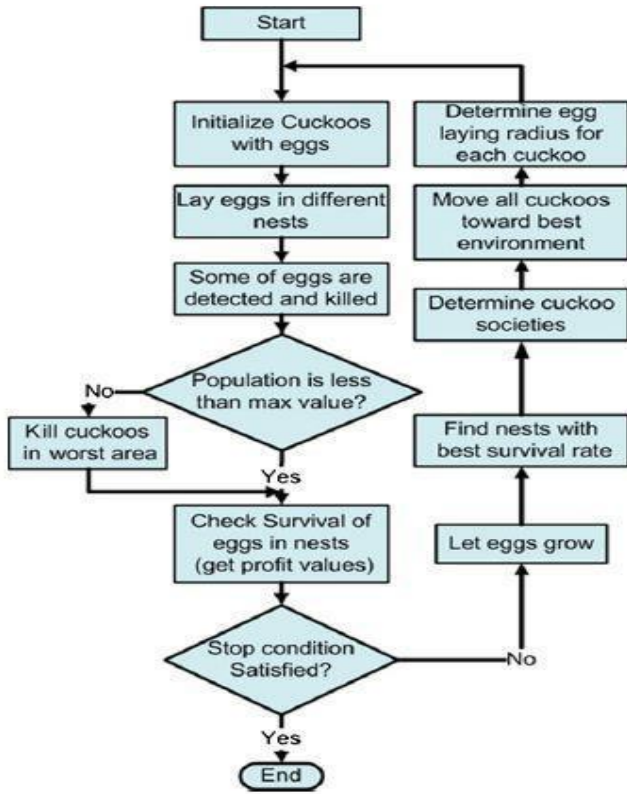 Start
Initialize Cuckoos
with eggs
Lay eggs in different
nests
Some of eggs are
detected and killed
Population is less
than max value?
No
Kill cuckoos
in worst area
Yes
Check Survival of
eggs in nests
(get profit values)
Stop condition
Satisfied?
No
Yes
End
Let eggs grow
Find nests with
best survival rate
Determine cuckoo
societies
Move all cuckoos
toward best
environment
Determine egg
laying radius for
each cuckoo